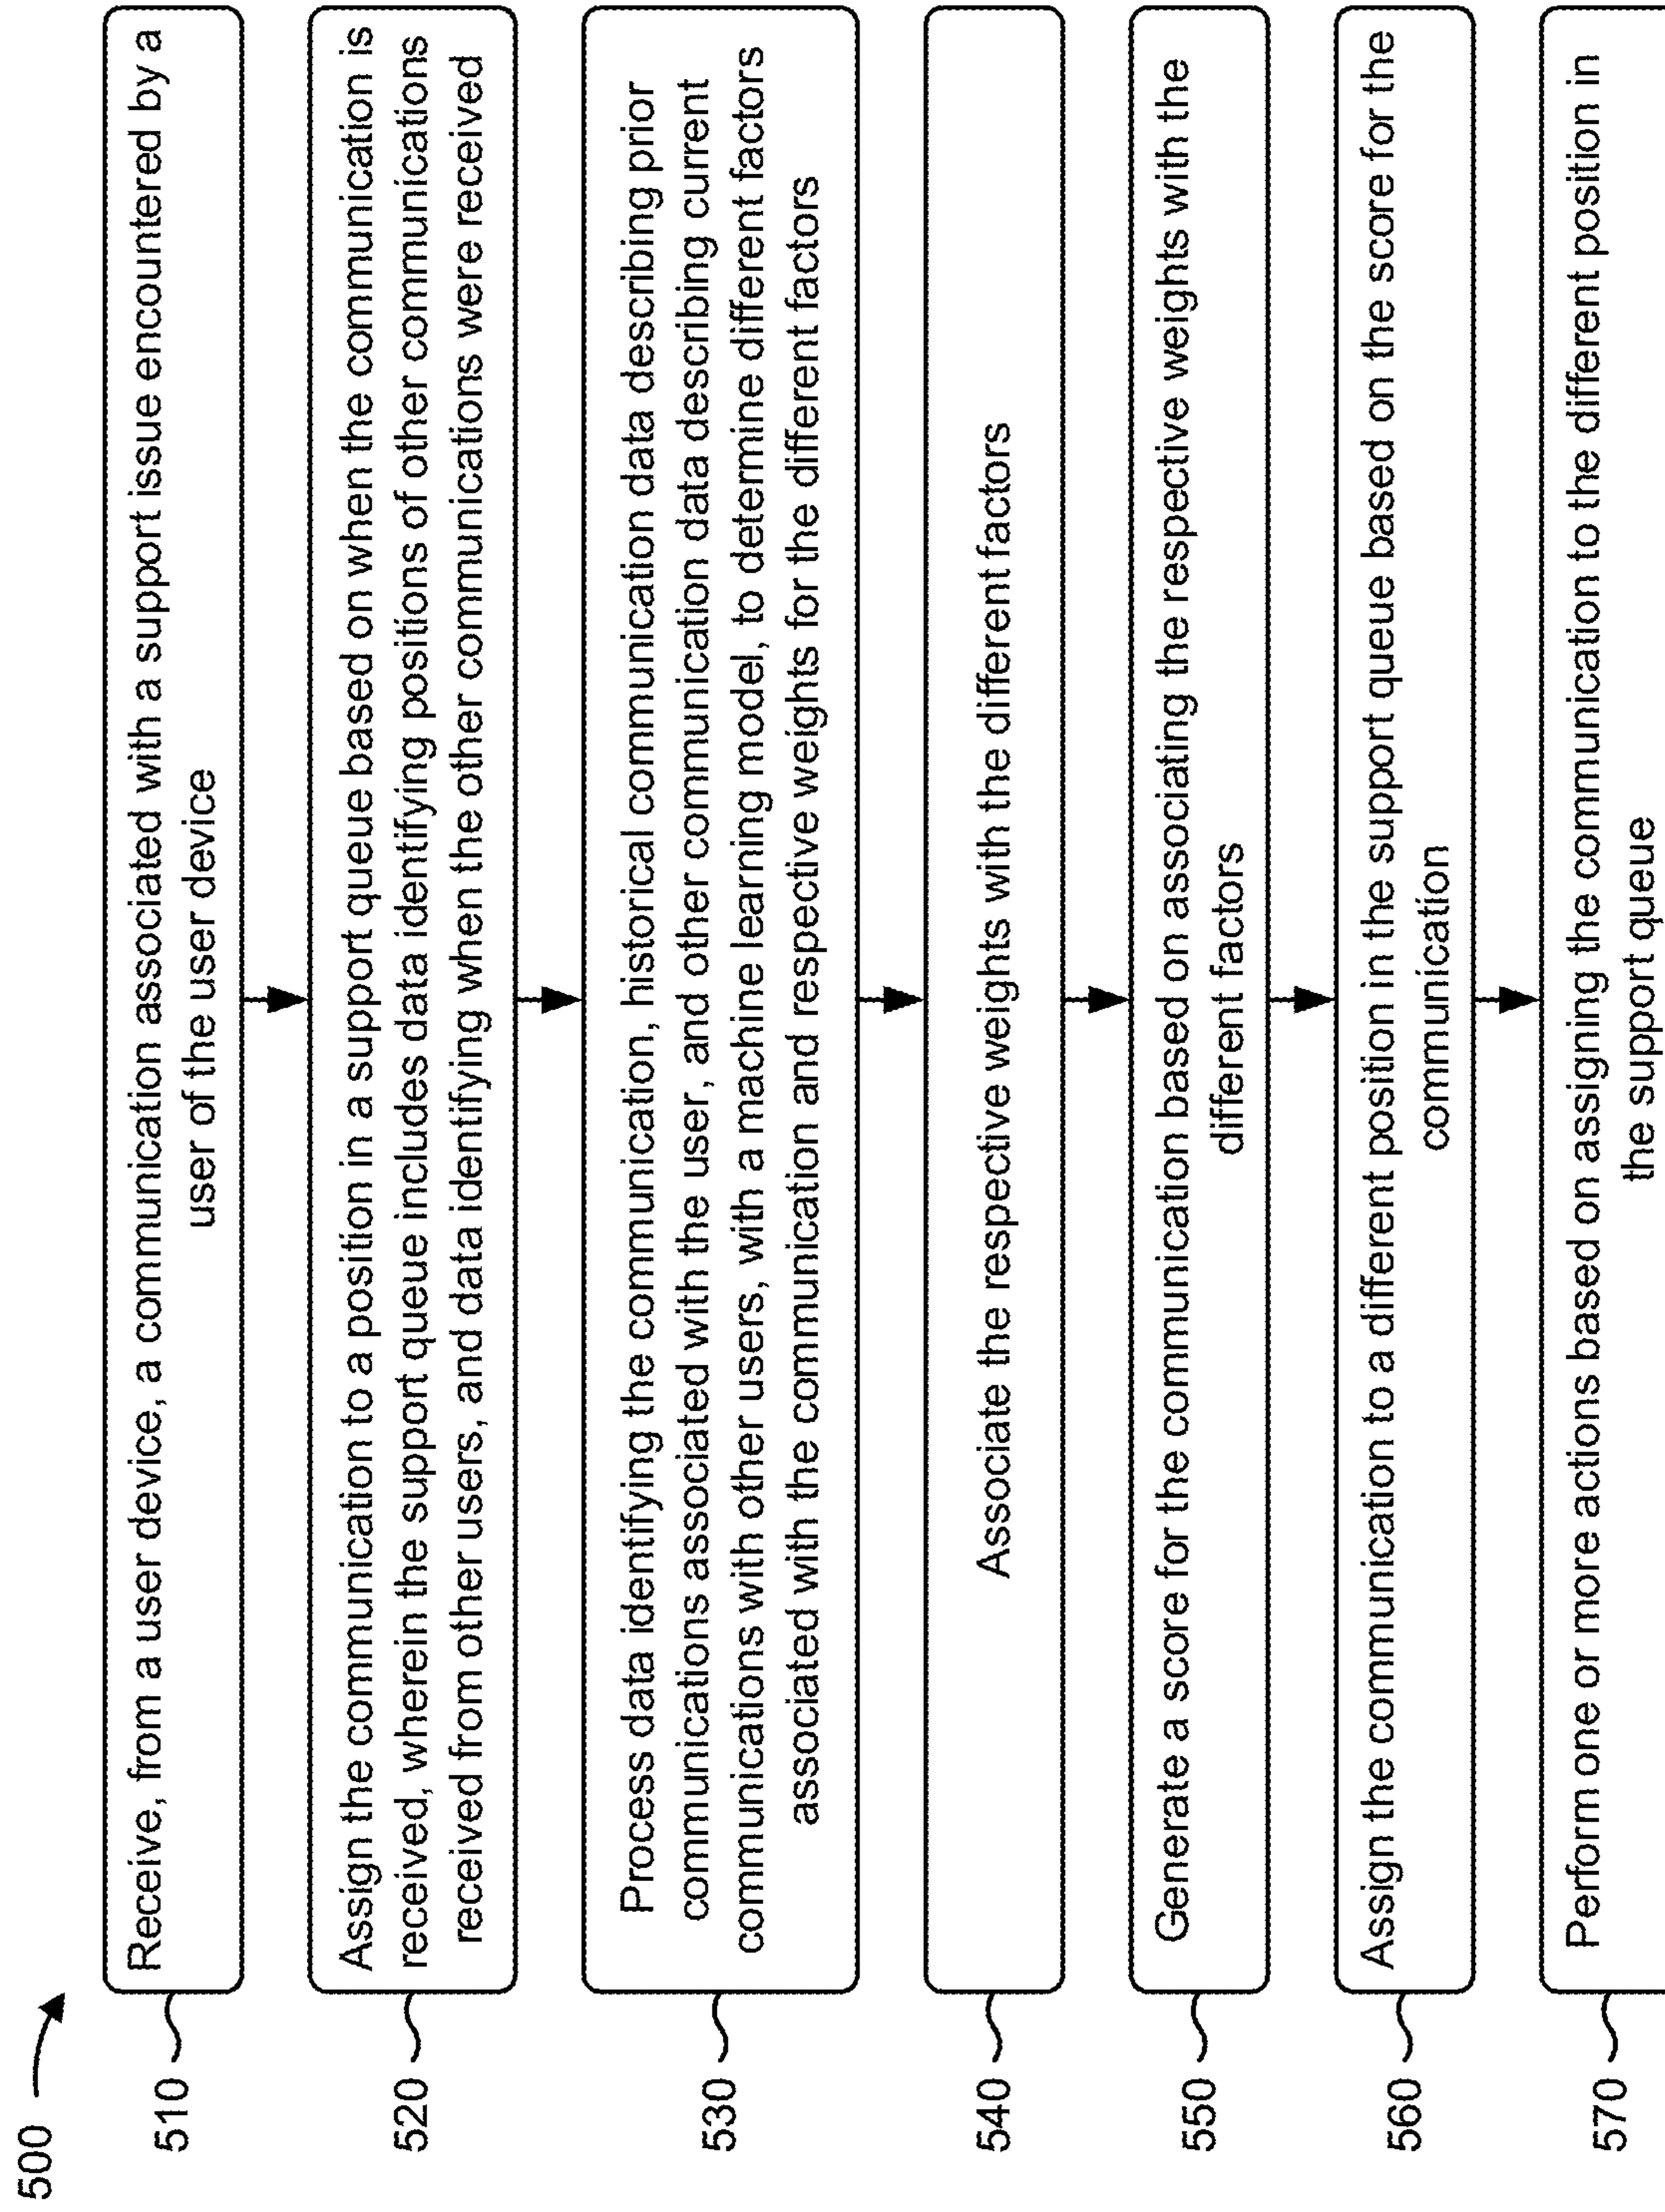 500
510
Receive, from a user device, a communication associated with a support issue encountered by a
user of the user device
520
Assign the communication to a position in a support queue based on when the communication is
received, wherein the support queue includes data identifying positions of other communications
received from other users, and data identifying when the other communications were received
530
Process data identifying the communication, historical communication data describing prior
communications associated with the user, and other communication data describing current
communications with other users, with a machine learning model, to determine different factors
associated with the communication and respective weights for the different factors
540
Associate the respective weights with the different factors
550
Generate a score for the communication based on associating the respective weights with the
different factors
560
Assign the communication to a different position in the support queue based on the score for the
communication
570
Perform one or more actions based on assigning the communication to the different position in
the support queue